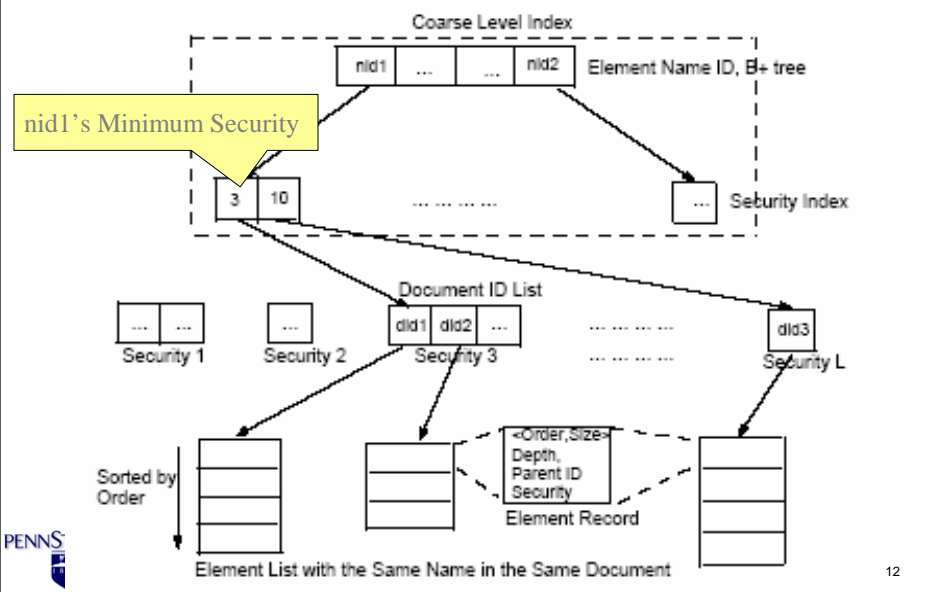 Coarse Level Index
nid1 ... ... nid2 Element Name ID, B+ tree
nid1's Minimum Security
3 10 ... ... ... ... ... Security Index
Document ID List
... ... ... did1 did2 ... ... ... ... ... did3
Security 1 Security 2 Security 3 ... ... ... ... Security L
<Order,Size>
Depth,
Parent ID
Security
Sorted by
Order
Element Record
PENNS
Element List with the Same Name in the Same Document
12